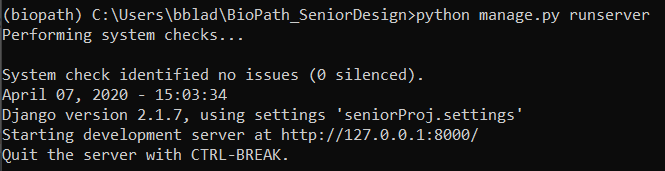 (biopath) C:\Users\bblad\BioPath_SeniorDesign>python manage.py runserver
Performing system checks...
System check identified no issues (0 silenced).
April 07, 2020 - 15:03:34
Django version 2.1.7, using settings 'seniorProj.settings'
Starting development server at http://127.0.0.1:8000/
Quit the server with CTRL-BREAK.